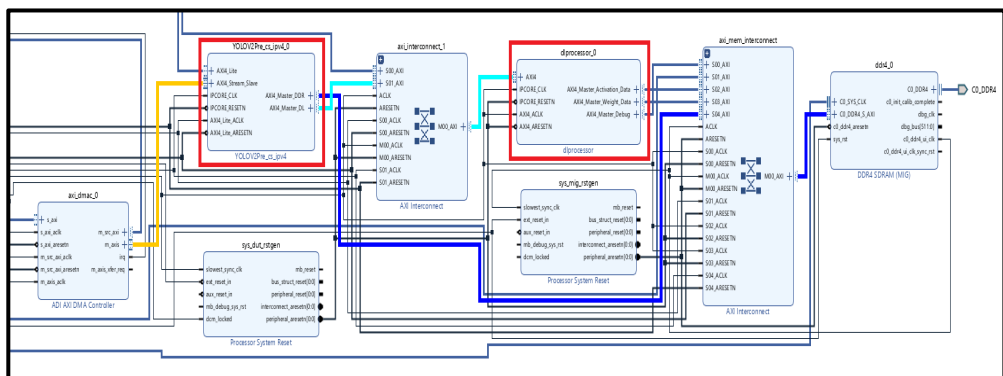 YOLOV2Pre_cs_ipv4_0
AXI4_Lite
AXI4_Stream_Slave
IPCORE_CLK
IPCORE_RESETN
AXI4_Lite_ACLK
AXI4_Lite_ARESETN
AXI4_Master_DDR
AXI4_Master_DL
YOLOV2Pre_cs_ipv4
axi_interconnect_1
S00_AXI
S01_AXI
ACLK
ARESETN
S00_ACLK
S00_ARESETN
M00_ACLK
M00_ARESETN
S01_ACLK
S01_ARESETN
M00_AXI
AXI Interconnect
dlprocessor_0
AXI4
IPCORE_CLK
IPCORE_RESETN
AXI4_ACLK
AXI4_ARESETN
AXI4_Master_Activation_Data
AXI4_Master_Weight_Data
AXI4_Master_Debug
dlprocessor
axi_mem_interconnect
S00_AXI
S01_AXI
S02_AXI
S03_AXI
S04_AXI
ACLK
ARESETN
S00_ACLK
S00_ARESETN
M00_ACLK
M00_ARESETN
S01_ACLK
S01_ARESETN
S02_ACLK
S02_ARESETN
S03_ACLK
S03_ARESETN
S04_ACLK
S04_ARESETN
M00_AXI
AXI Interconnect
ddr4_0
C0_SYS_CLK
C0_DDR4_S_AXI
c0_ddr4_aresetn
sys_rst
C0_DDR4
c0_init_calib_complete
dbg_clk
dbg_bus[511:0]
c0_ddr4_ui_clk
c0_ddr4_ui_clk_sync_rst
DDR4 SDRAM (MIG)
C0_DDR4
axi_dmac_0
s_axi
s_axi_aclk
s_axi_aresetn
m_src_axi_aclk
m_src_axi_aresetn
m_axis_aclk
m_src_axi
m_axis
irq
m_axis_xfer_req
ADI AXI DMA Controller
sys_dut_rstgen
slowest_sync_clk
ext_reset_in
aux_reset_in
mb_debug_sys_rst
dcm_locked
mb_reset
bus_struct_reset[0:0]
peripheral_reset[0:0]
interconnect_aresetn[0:0]
peripheral_aresetn[0:0]
Processor System Reset
sys_mig_rstgen
slowest_sync_clk
ext_reset_in
aux_reset_in
mb_debug_sys_rst
dcm_locked
mb_reset
bus_struct_reset[0:0]
peripheral_reset[0:0]
interconnect_aresetn[0:0]
peripheral_aresetn[0:0]
Processor System Reset